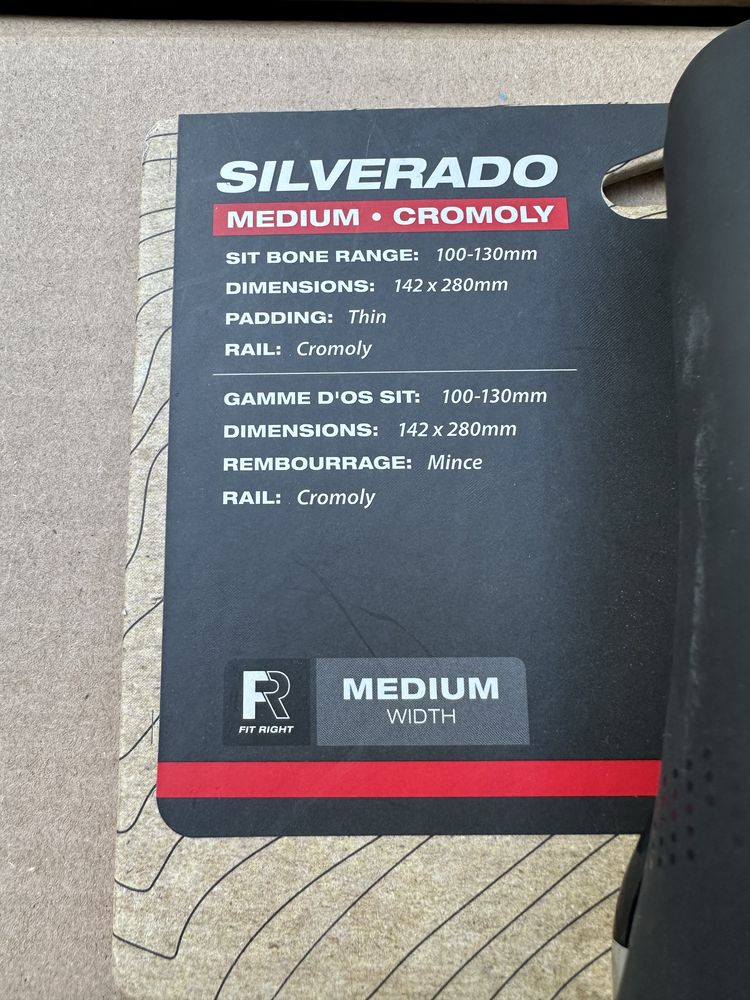 SILVERADO
MEDIUM • CROMOLY
SIT BONE RANGE: 100-130mm
DIMENSIONS: 142 x 280mm
PADDING: Thin
RAIL: Cromoly
GAMME D'OS SIT: 100-130mm
DIMENSIONS: 142 x 280mm
REMBOURRAGE: Mince
RAIL: Cromoly
FR
FIT RIGHT
MEDIUM
WIDTH